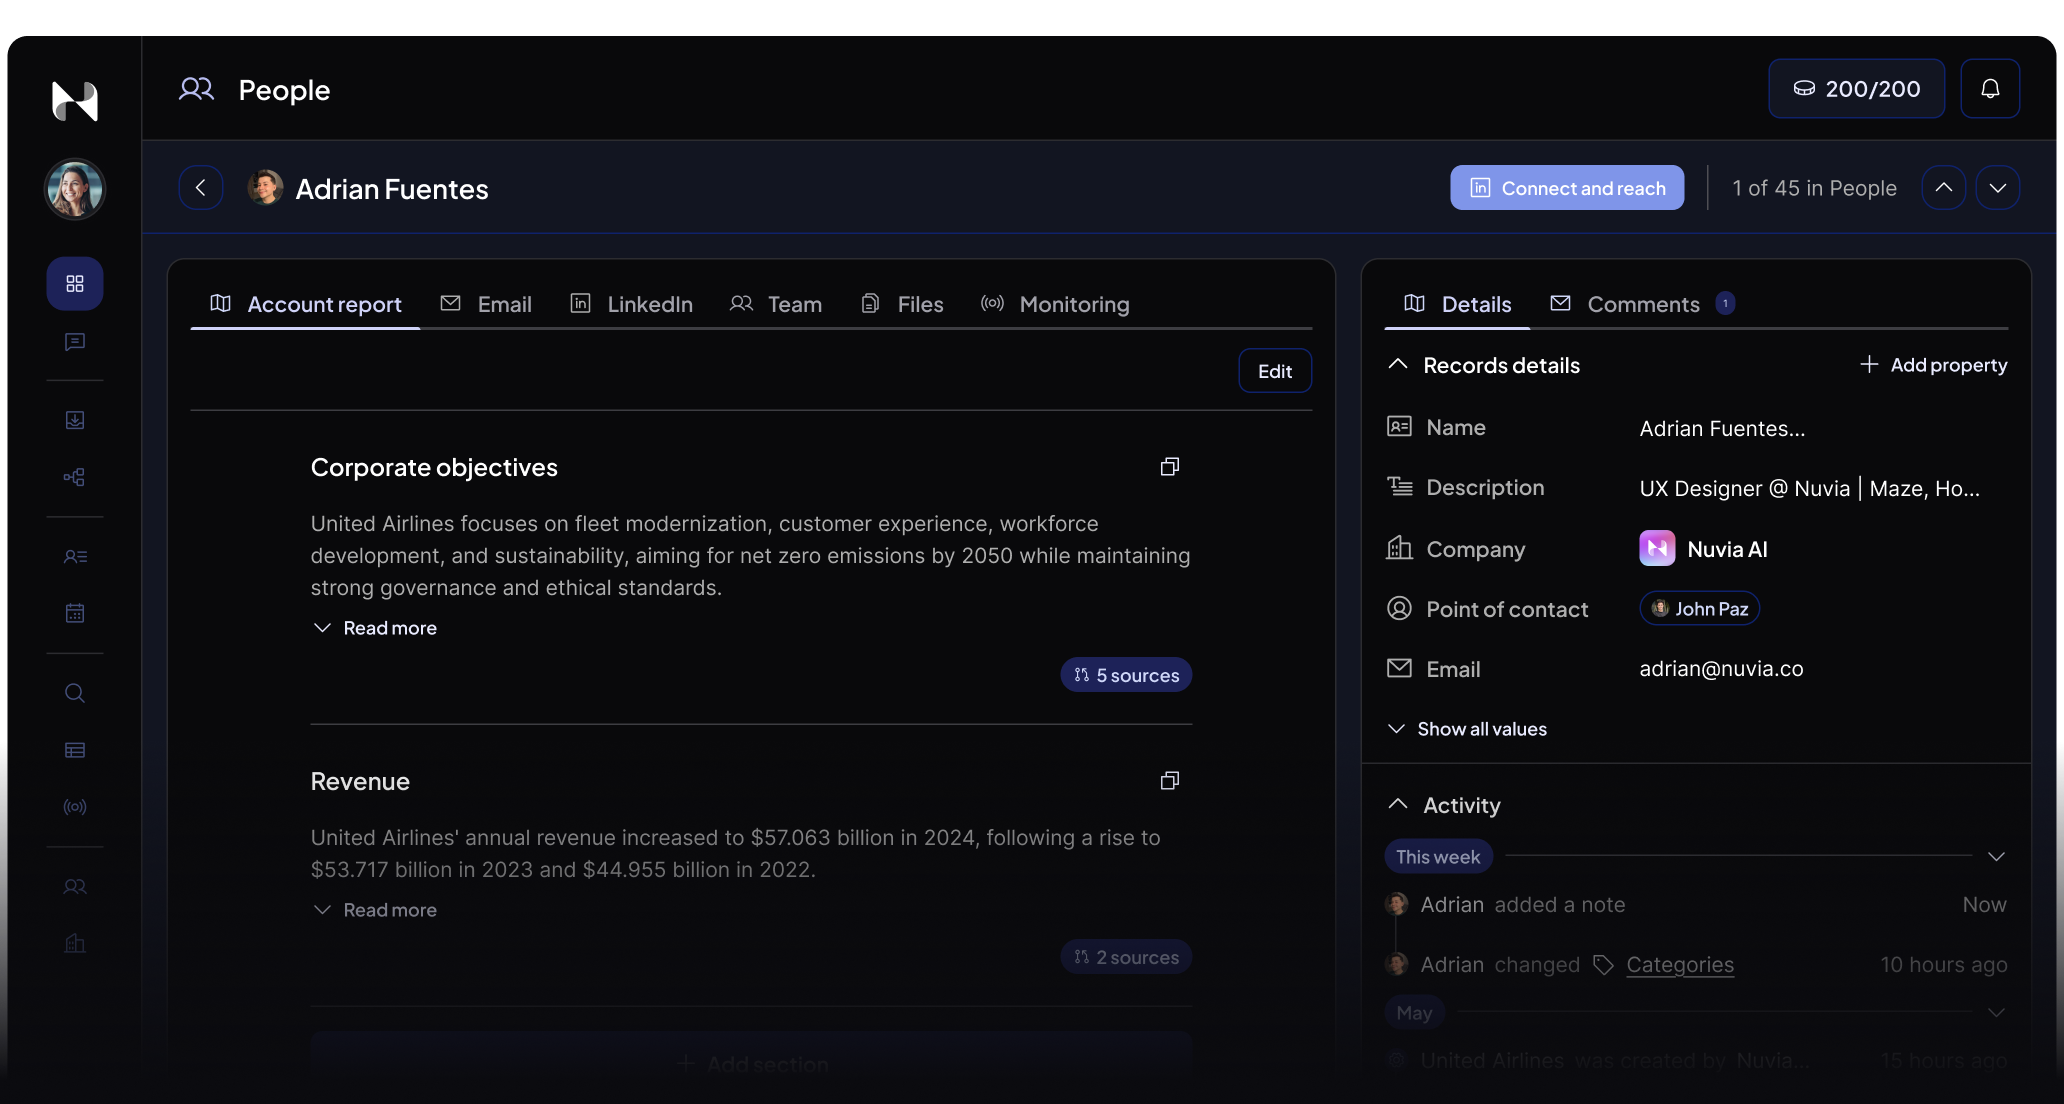 People
200/200
Adrian Fuentes
Connect and reach
1 of 45 in People
Account report
Email
LinkedIn
Team
Files
Monitoring
Edit
Corporate objectives
United Airlines focuses on fleet modernization, customer experience, workforce
development, and sustainability, aiming for net zero emissions by 2050 while maintaining
strong governance and ethical standards.
Read more
5 sources
Revenue
United Airlines' annual revenue increased to $57.063 billion in 2024, following a rise to
$53.717 billion in 2023 and $44.955 billion in 2022.
Read more
2 sources
+ Add section
Details
Comments 1
Records details
+ Add property
Name
Adrian Fuentes...
Description
UX Designer @ Nuvia | Maze, Ho...
Company
Nuvia AI
Point of contact
John Paz
Email
adrian@nuvia.co
Show all values
Activity
This week
Adrian added a note
Now
Adrian changed Categories
10 hours ago
May
United Airlines was created by Nuvia...
15 hours ago